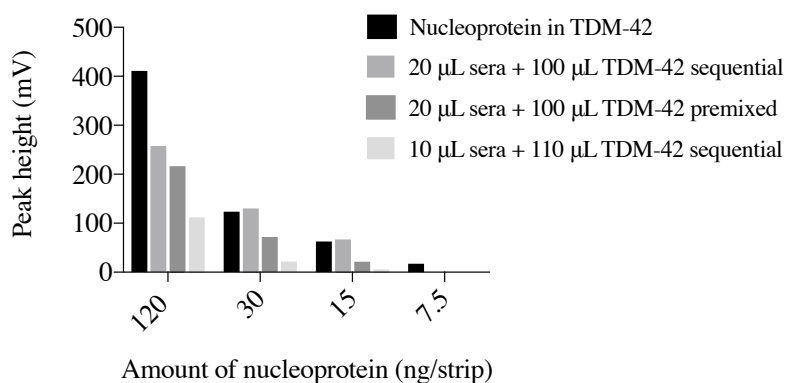 500
400
300
200
100
0
Peak height (mV)
Nucleoprotein in TDM-42
20 μL sera + 100 μL TDM-42 sequential
20 μL sera + 100 μL TDM-42 premixed
10 μL sera + 110 μL TDM-42 sequential
120
30
15
7.5
Amount of nucleoprotein (ng/strip)